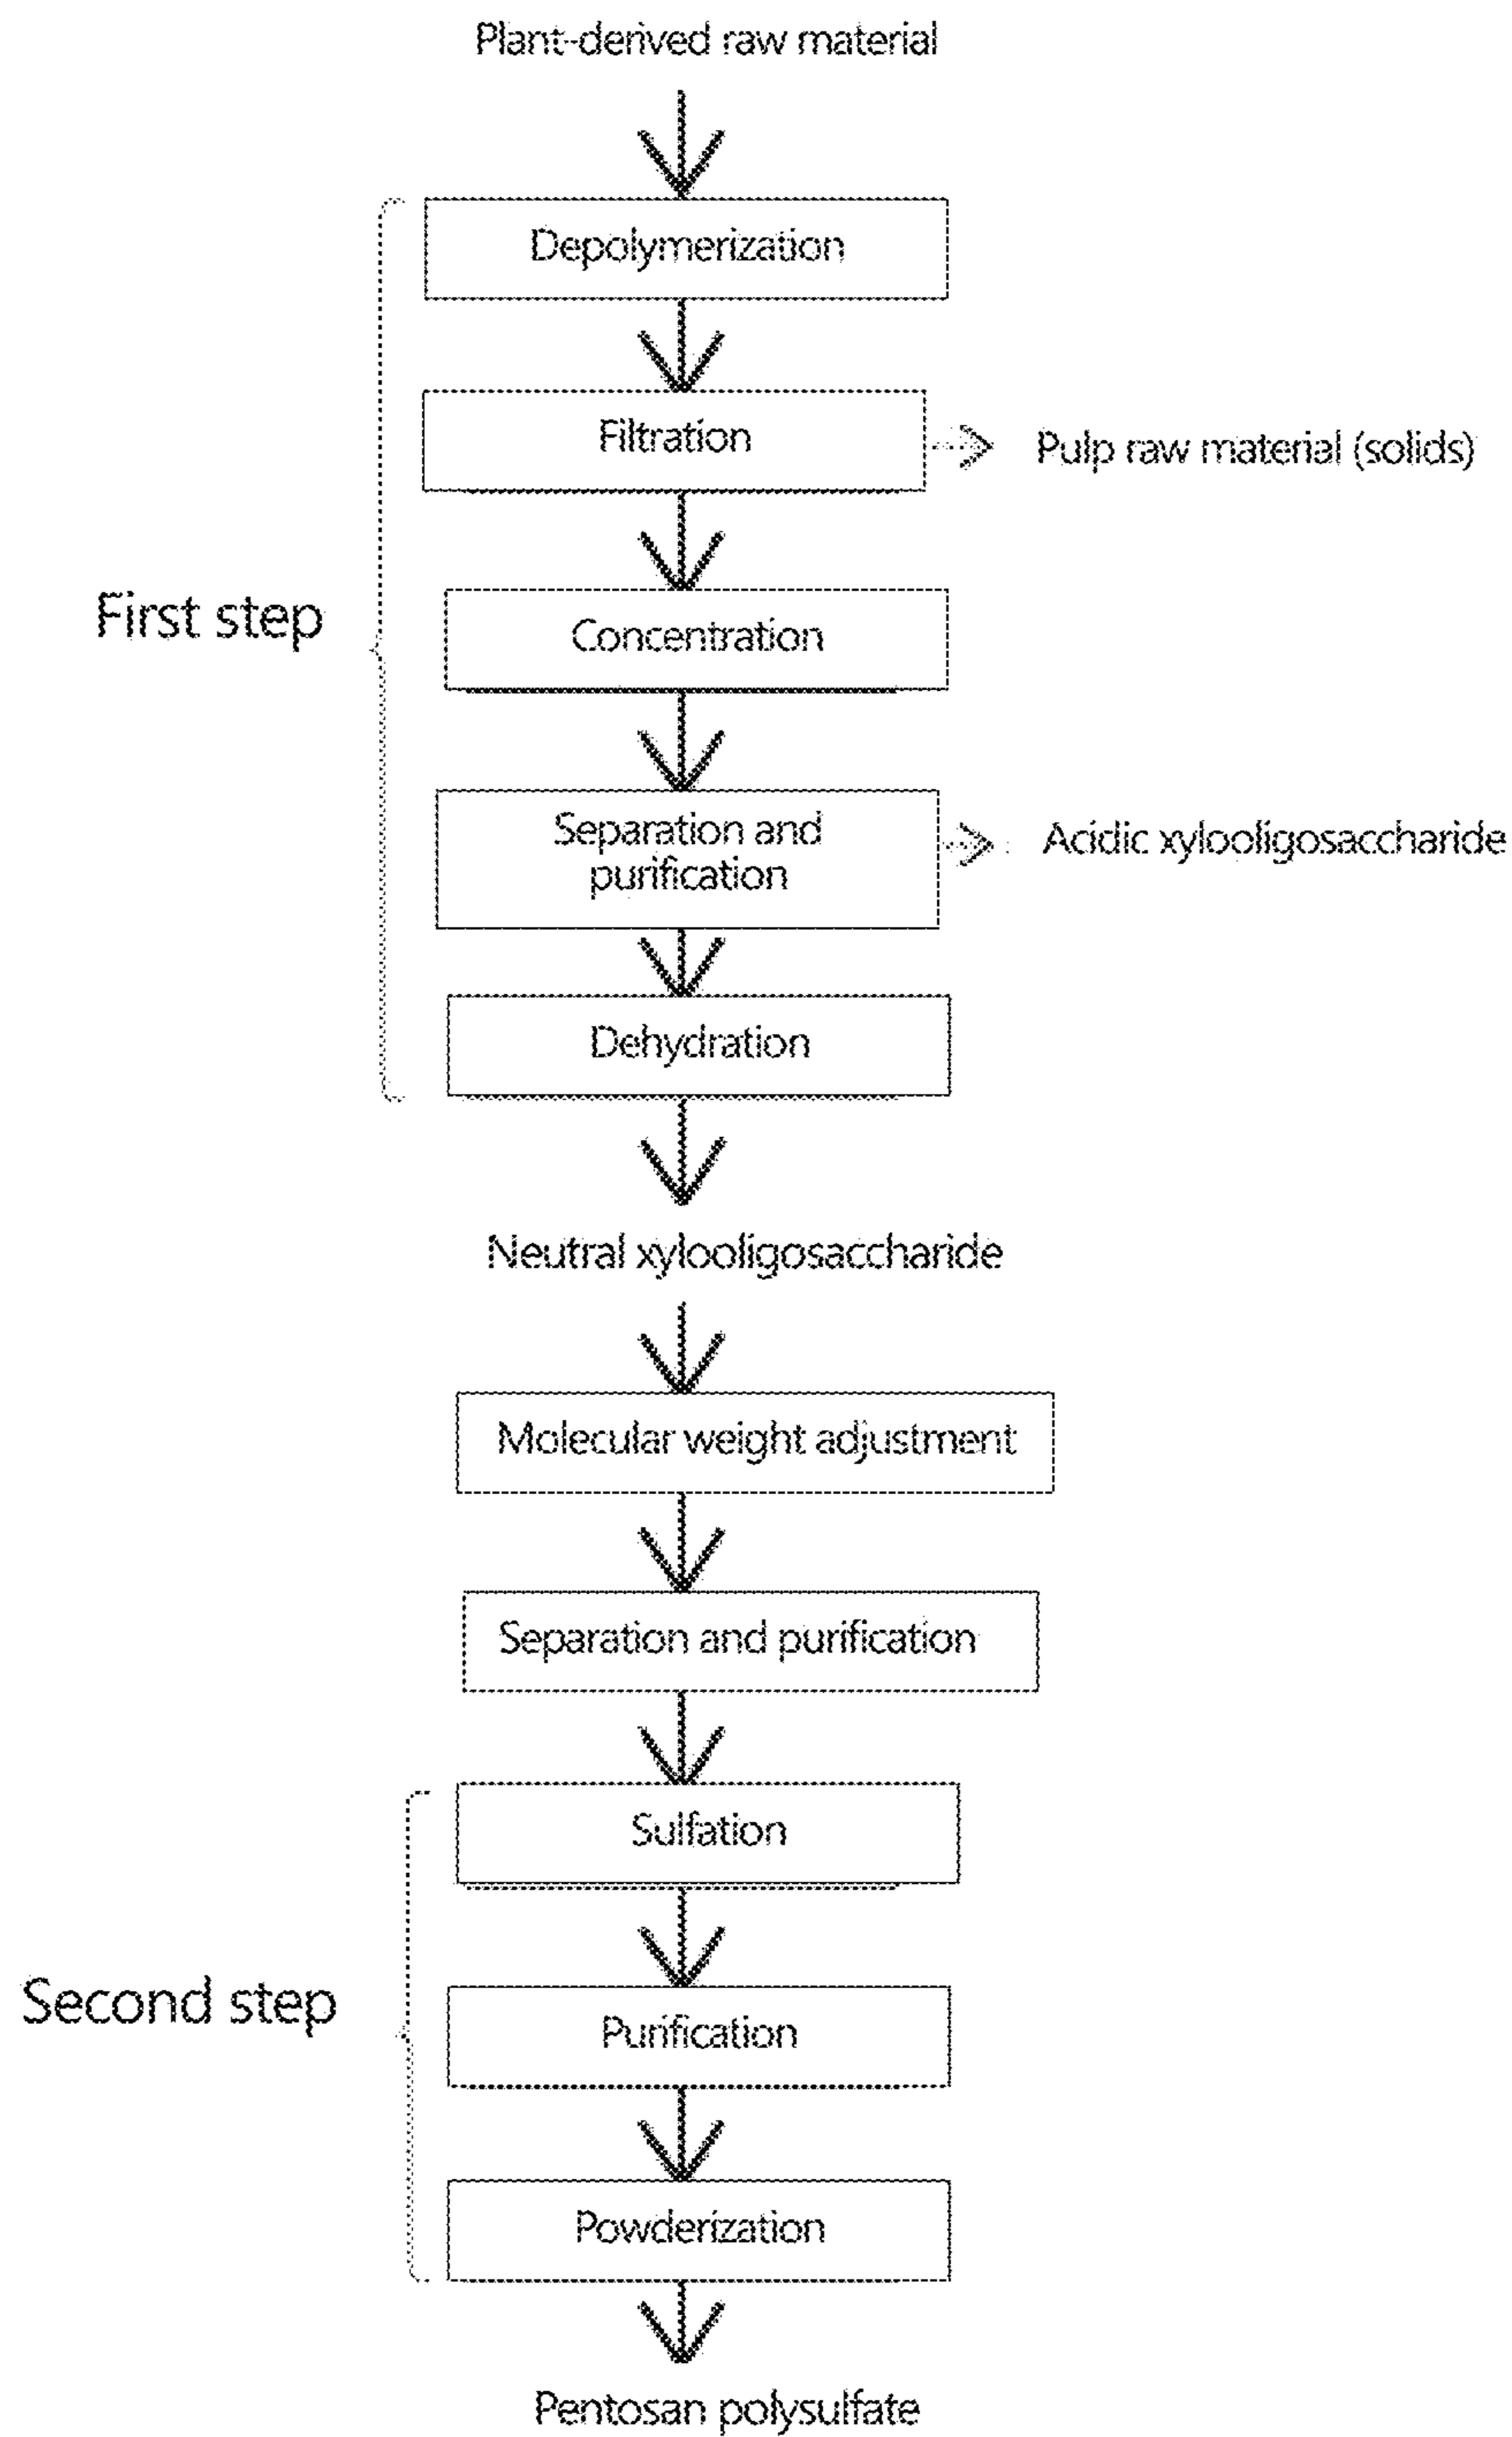 Plant-derived raw material
Depolymerization
Filtration
Pulp raw material (solids)
First step
Concentration
Separation and
purification
Acidic xylooligosaccharide
Dehydration
Neutral xylooligosaccharide
Molecular weight adjustment
Separation and purification
Sulfation
Second step
Purification
Powderization
Pentosan polysulfate